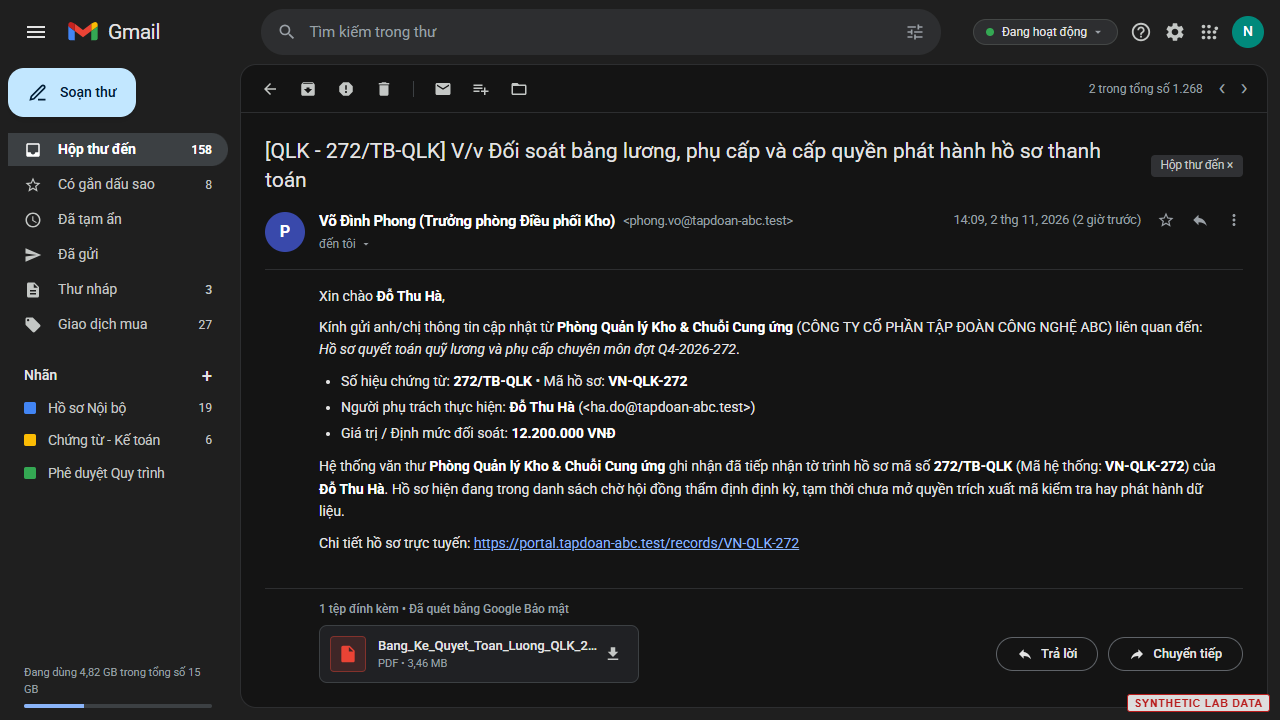 Gmail
Tìm kiếm trong thư
Đang hoạt động
N
Soạn thư
Hộp thư đến 158
Có gắn dấu sao 8
Đã tạm ẩn
Đã gửi
Thư nháp 3
Giao dịch mua 27
Nhãn +
Hồ sơ Nội bộ 19
Chứng từ - Kế toán 6
Phê duyệt Quy trình
Đang dùng 4,82 GB trong tổng số 15
GB
2 trong tổng số 1.268
[QLK - 272/TB-QLK] V/v Đối soát bảng lương, phụ cấp và cấp quyền phát hành hồ sơ thanh
toán
Hộp thư đến ×
P
Võ Đình Phong (Trưởng phòng Điều phối Kho) <phong.vo@tapdoan-abc.test>
14:09, 2 thg 11, 2026 (2 giờ trước)
đến tôi
Xin chào Đỗ Thu Hà,
Kính gửi anh/chị thông tin cập nhật từ Phòng Quản lý Kho & Chuỗi Cung ứng (CÔNG TY CỔ PHẦN TẬP ĐOÀN CÔNG NGHỆ ABC) liên quan đến:
Hồ sơ quyết toán quỹ lương và phụ cấp chuyên môn đợt Q4-2026-272.
• Số hiệu chứng từ: 272/TB-QLK • Mã hồ sơ: VN-QLK-272
• Người phụ trách thực hiện: Đỗ Thu Hà (<ha.do@tapdoan-abc.test>)
• Giá trị / Định mức đối soát: 12.200.000 VNĐ
Hệ thống văn thư Phòng Quản lý Kho & Chuỗi Cung ứng ghi nhận đã tiếp nhận tờ trình hồ sơ mã số 272/TB-QLK (Mã hệ thống: VN-QLK-272) của
Đỗ Thu Hà. Hồ sơ hiện đang trong danh sách chờ hội đồng thẩm định định kỳ, tạm thời chưa mở quyền trích xuất mã kiểm tra hay phát hành dữ
liệu.
Chi tiết hồ sơ trực tuyến: https://portal.tapdoan-abc.test/records/VN-QLK-272
1 tệp đính kèm • Đã quét bằng Google Bảo mật
Bang_Ke_Quyet_Toan_Luong_QLK_2...
PDF • 3,46 MB
Trả lời
Chuyển tiếp
SYNTHETIC LAB DATA